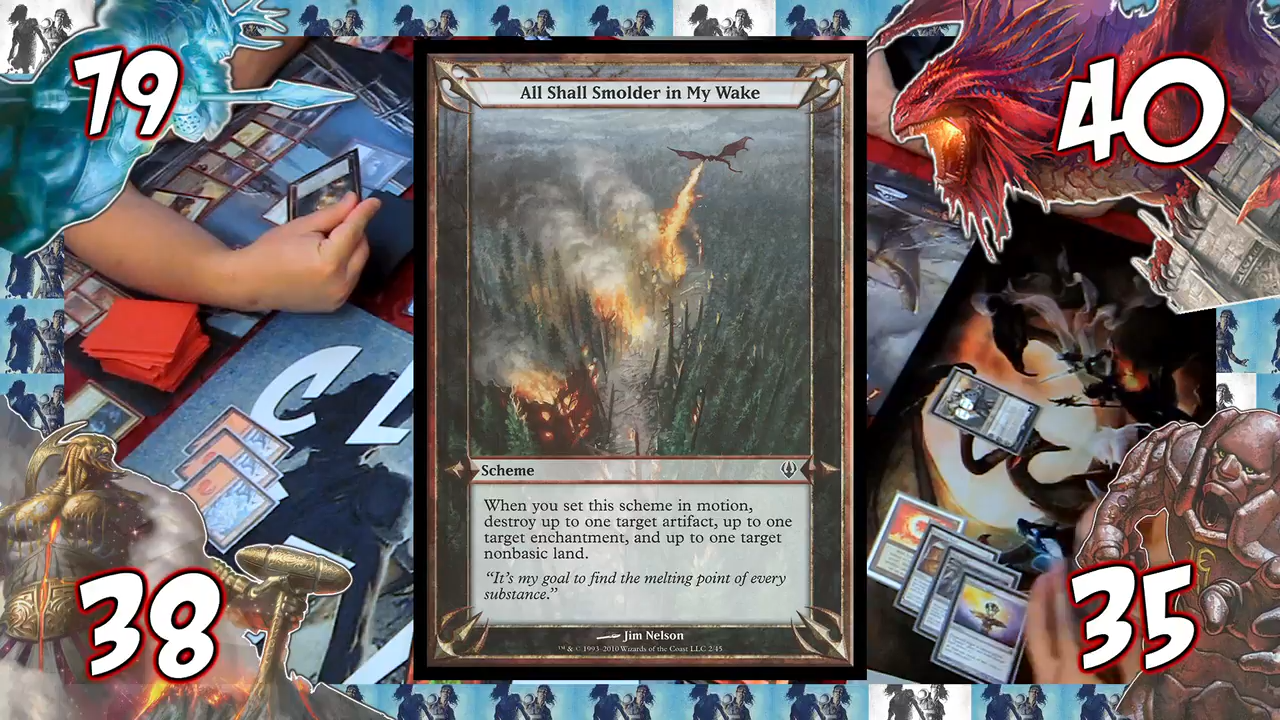 79
40
All Shall Smolder in My Wake
Scheme
When you set this scheme in motion,
destroy up to one target artifact, up to one
target enchantment, and up to one target
nonbasic land.
"It's my goal to find the melting point of every
substance."
Jim Nelson
™ & © 1993-2010 Wizards of the Coast LLC 2/45
38
35